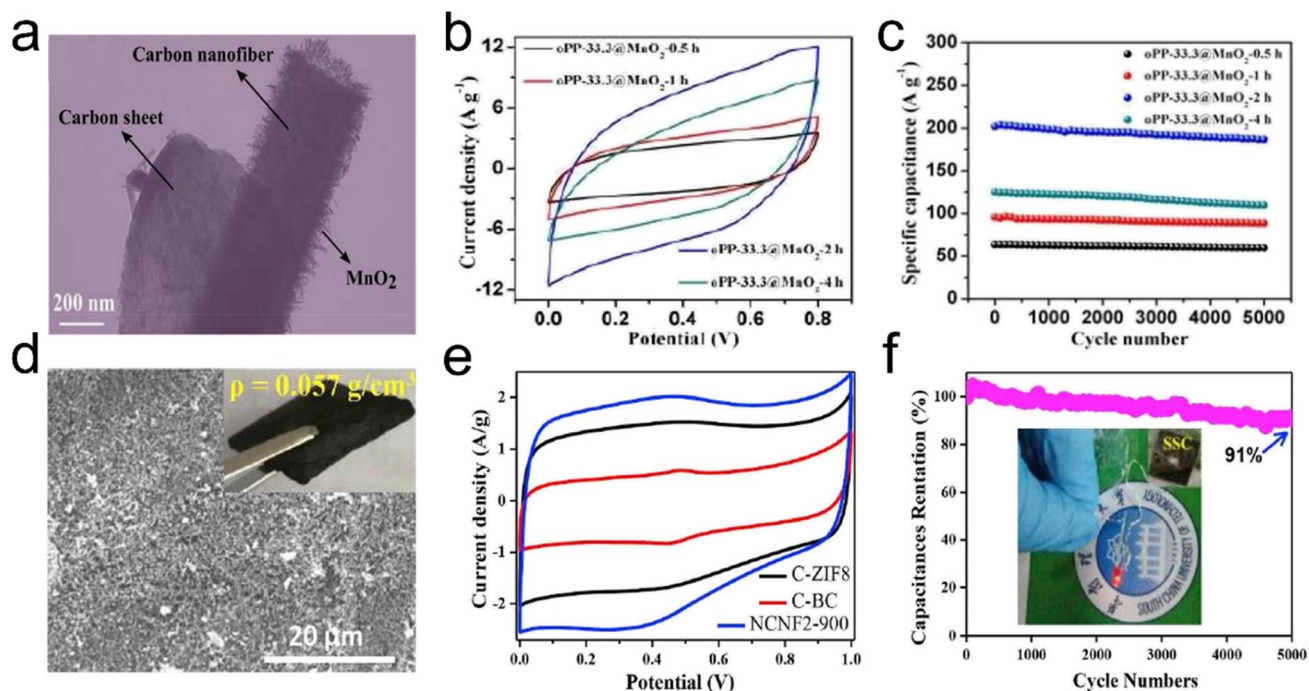 a
Carbon nanofiber
Carbon sheet
MnO2
200 nm
b
Current density (A g-1)
12
6
0
-6
-12
oPP-33.3@MnO2-0.5 h
oPP-33.3@MnO2-1 h
oPP-33.3@MnO2-2 h
oPP-33.3@MnO2-4 h
0.0 0.2 0.4 0.6 0.8
Potential (V)
c
Specific capacitance (A g-1)
300
250
200
150
100
50
0
oPP-33.3@MnO2-0.5 h
oPP-33.3@MnO2-1 h
oPP-33.3@MnO2-2 h
oPP-33.3@MnO2-4 h
0 1000 2000 3000 4000 5000
Cycle number
d
ρ = 0.057 g/cm3
20 μm
e
Current density (A/g)
2
1
0
-1
-2
C-ZIF8
C-BC
NCNF2-900
0.0 0.2 0.4 0.6 0.8 1.0
Potential (V)
f
Capacitances Rentation (%)
100
80
60
40
20
0
91%
SSC
SOUTH CHINA UNIVERSITY OF TECHNOLOGY
0 1000 2000 3000 4000 5000
Cycle Numbers